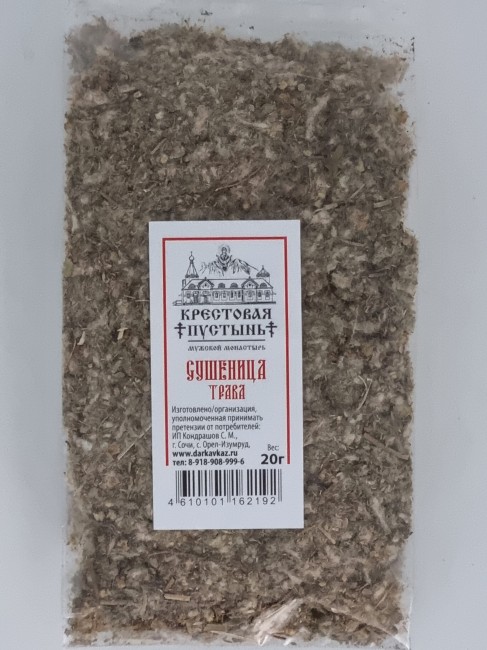 КРЕСТОВАЯ
ПУСТЫНЬ
МУЖСКОЙ МОНАСТЫРЬ
СУШЕНИЦА
ТРАВА
Изготовлено/организация,
уполномоченная принимать
претензии от потребителей:
ИП Кондрашов С. М.,
г. Сочи, с. Орел-Изумруд,
www.darkavkaz.ru
тел: 8-918-908-999-6
Вес:
20г
4 610101 162192